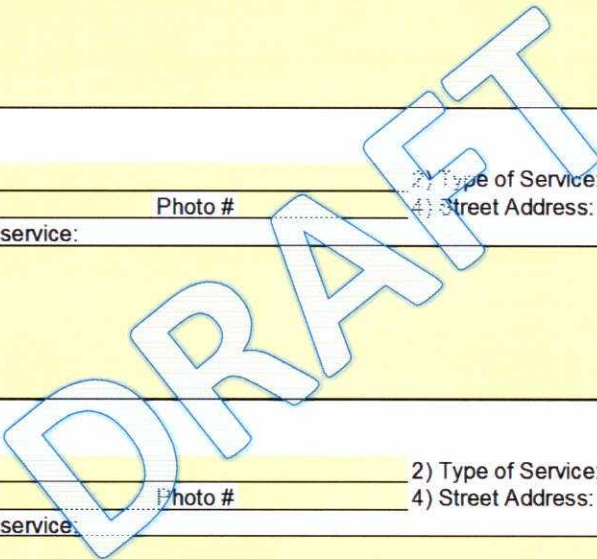 2) Type of Service:
Photo # 4) Street Address:
service:
DRAFT
2) Type of Service:
Photo # 4) Street Address:
service: